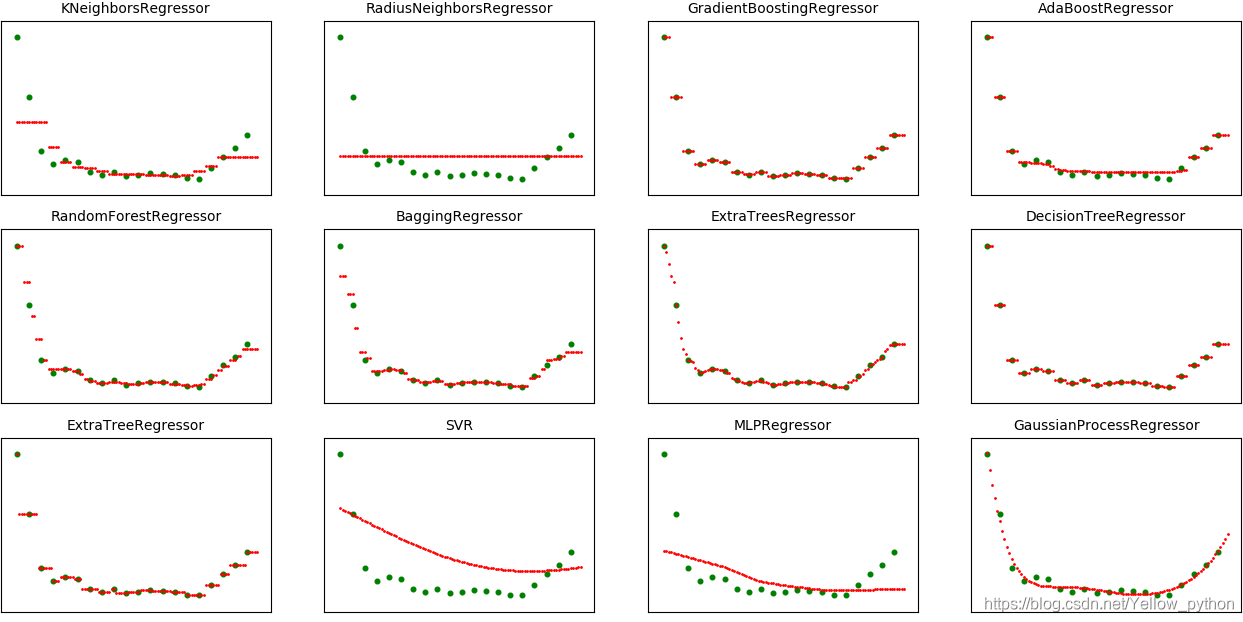 KNeighborsRegressor
RadiusNeighborsRegressor
GradientBoostingRegressor
AdaBoostRegressor
RandomForestRegressor
BaggingRegressor
ExtraTreesRegressor
DecisionTreeRegressor
ExtraTreeRegressor
SVR
MLPRegressor
GaussianProcessRegressor
https://blog.csdn.net/Yellow_python